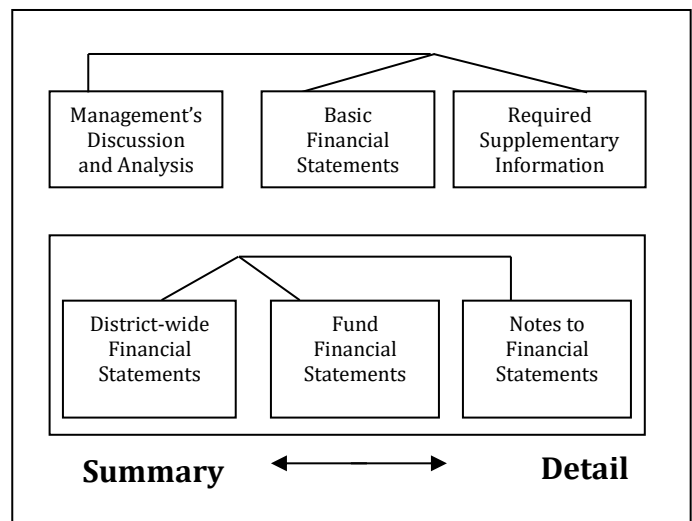 Management’s
Discussion
and Analysis
Basic
Financial
Statements
Required
Supplementary
Information
District-wide
Financial
Statements
Fund
Financial
Statements
Notes to
Financial
Statements
Summary
Detail